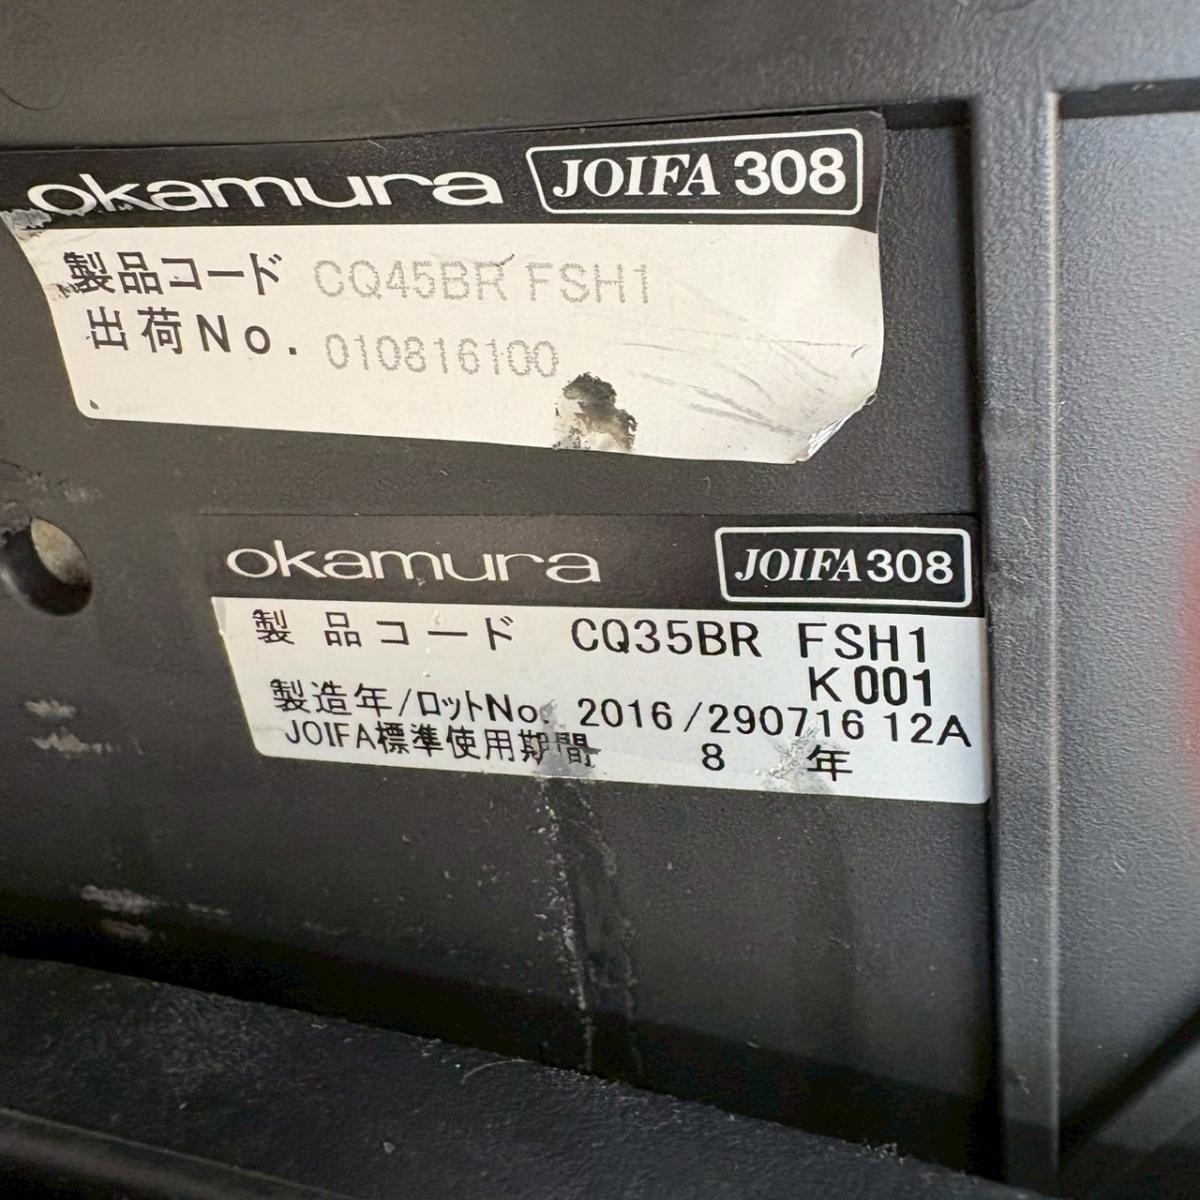 okamura JOIFA 308
製品コード CQ45BR FSH1
出荷No. 010816100
okamura JOIFA308
製品コード CQ35BR FSH1
K001
製造年/ロットNo. 2016/290716 12A
JOIFA標準使用期間 8 年